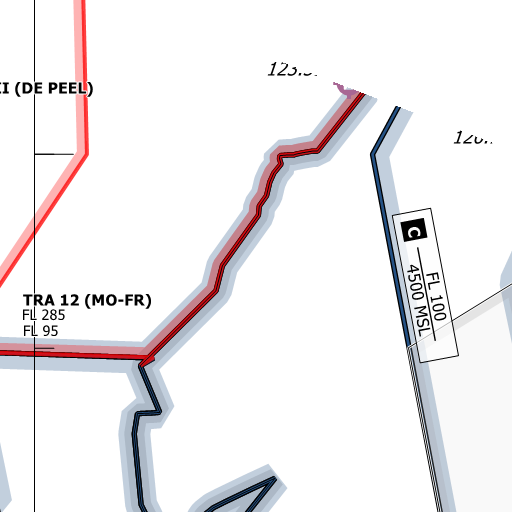 (DE PEEL)
TRA 12 (MO-FR)
FL 285
FL 95
C
FL 100
4500 MSL